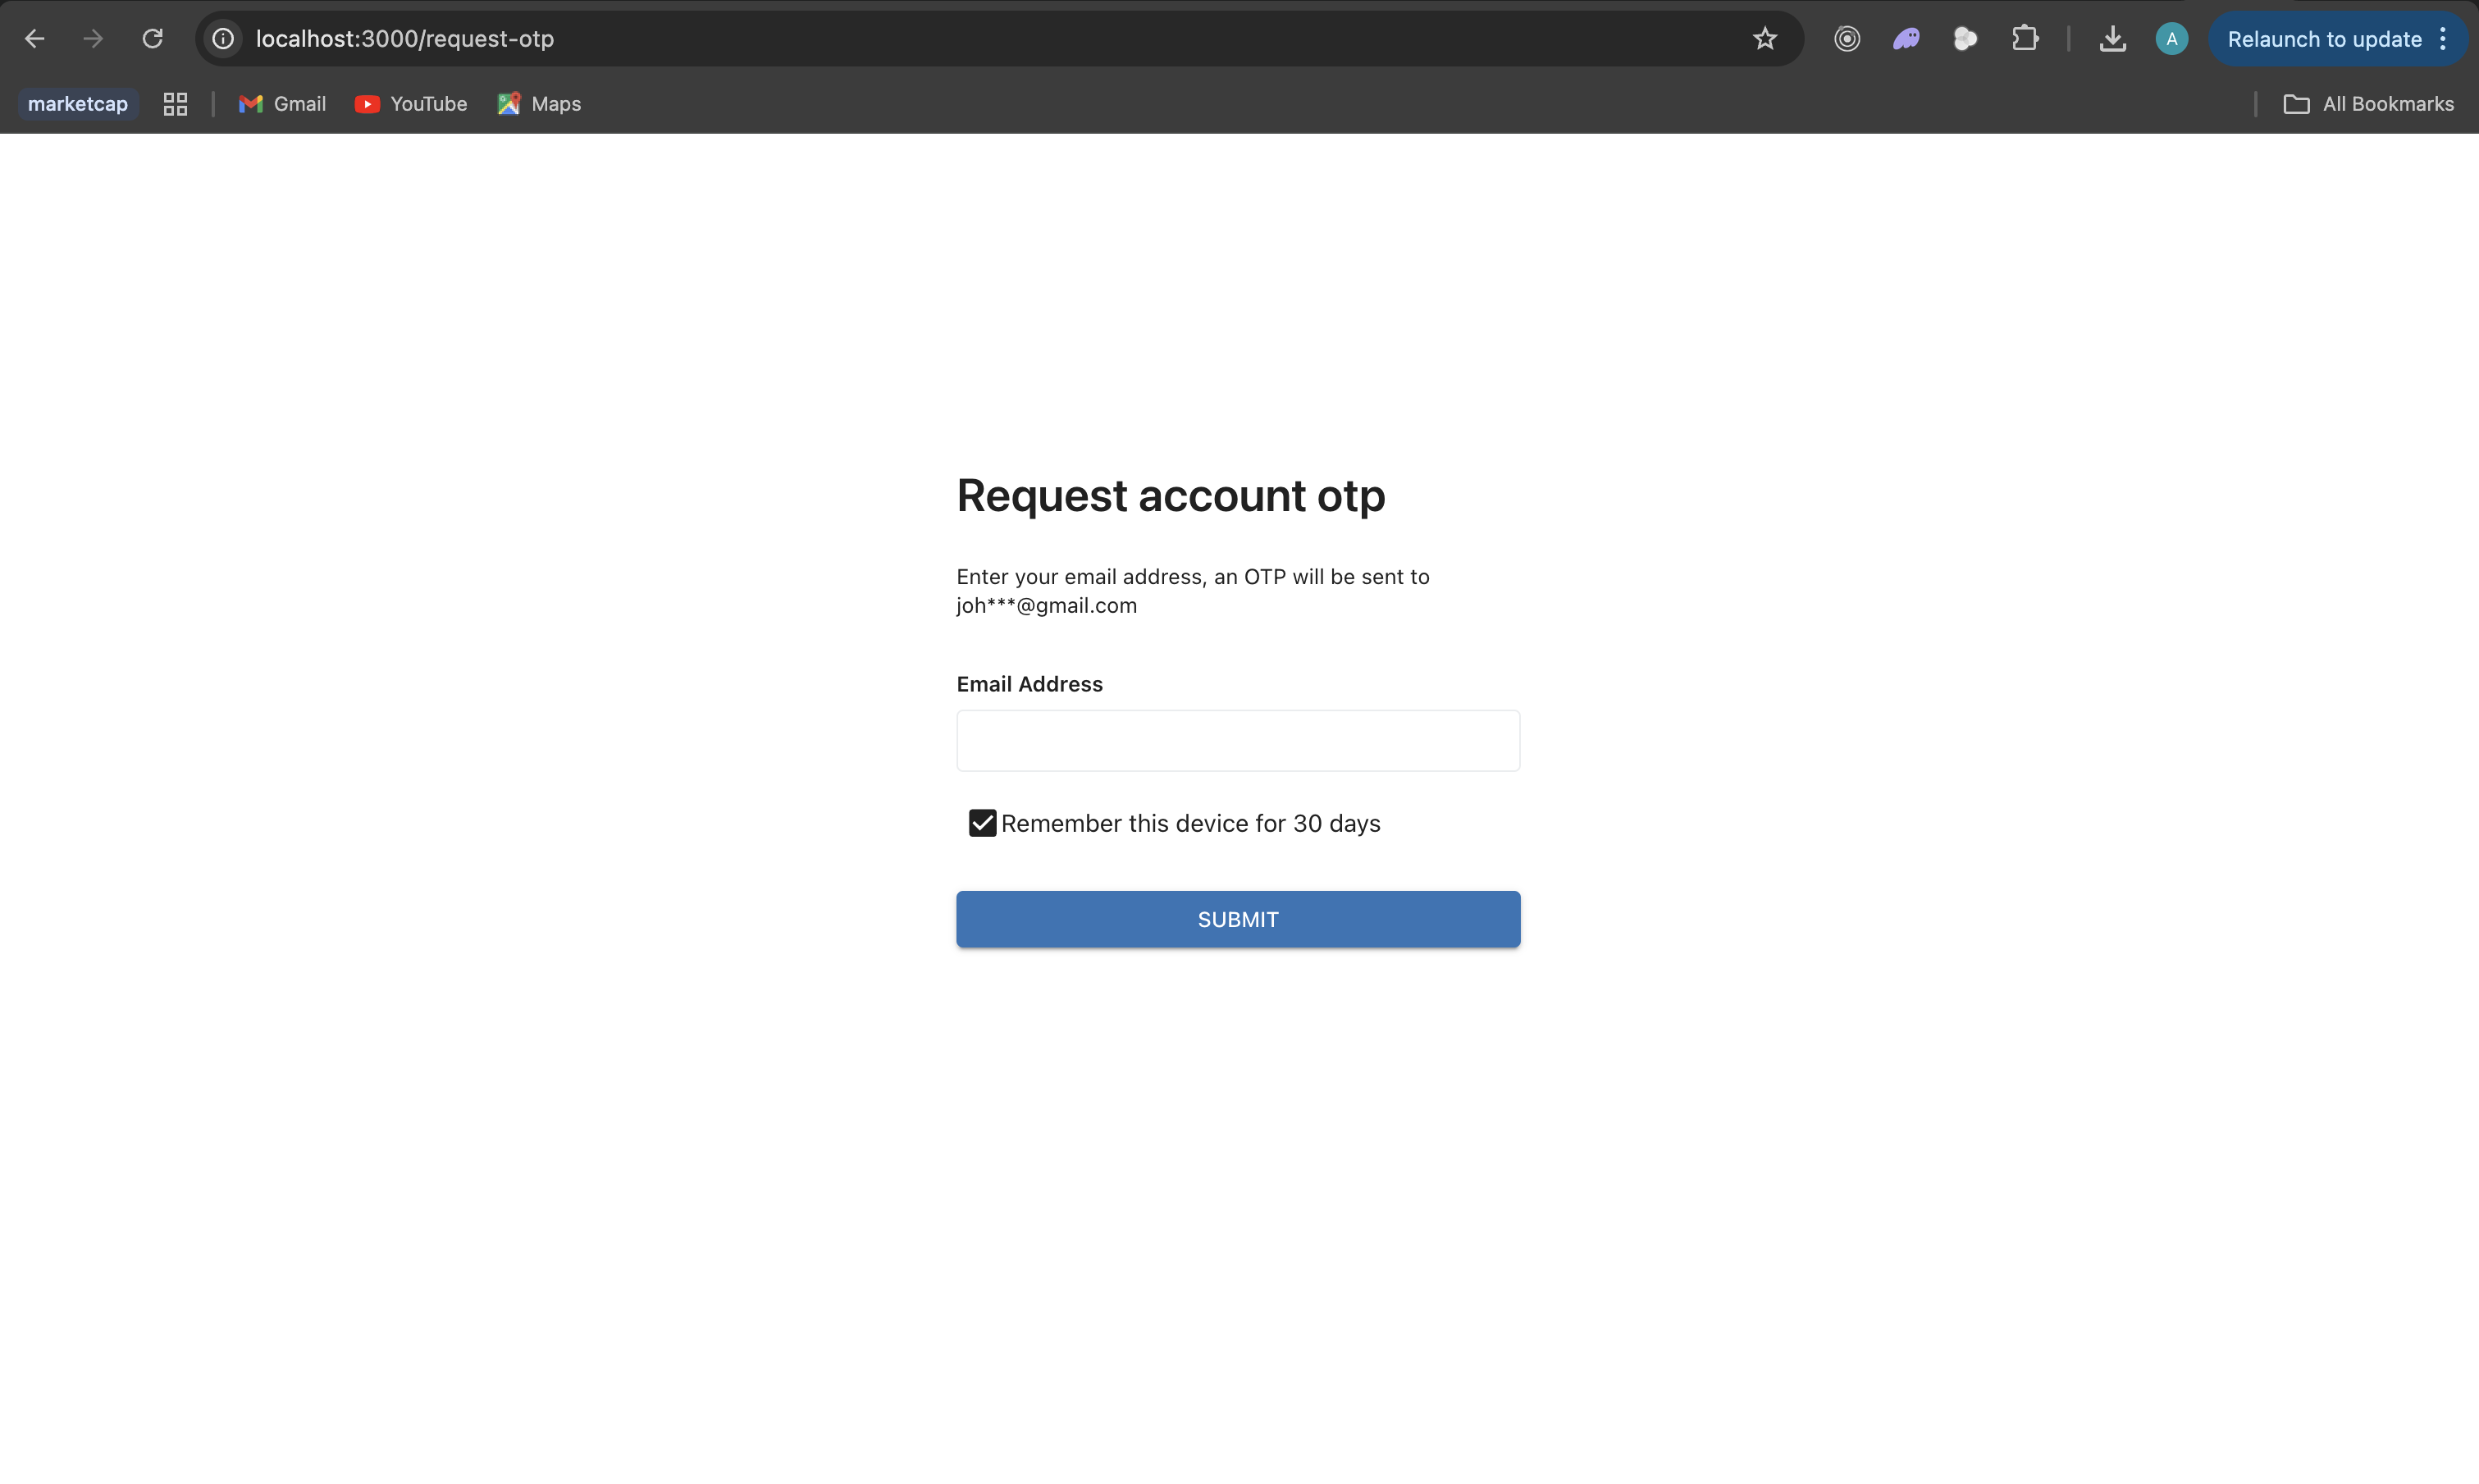 localhost:3000/request-otp
A
Relaunch to update
marketcap
Gmail
YouTube
Maps
All Bookmarks
Request account otp
Enter your email address, an OTP will be sent to
joh***@gmail.com
Email Address
Remember this device for 30 days
SUBMIT